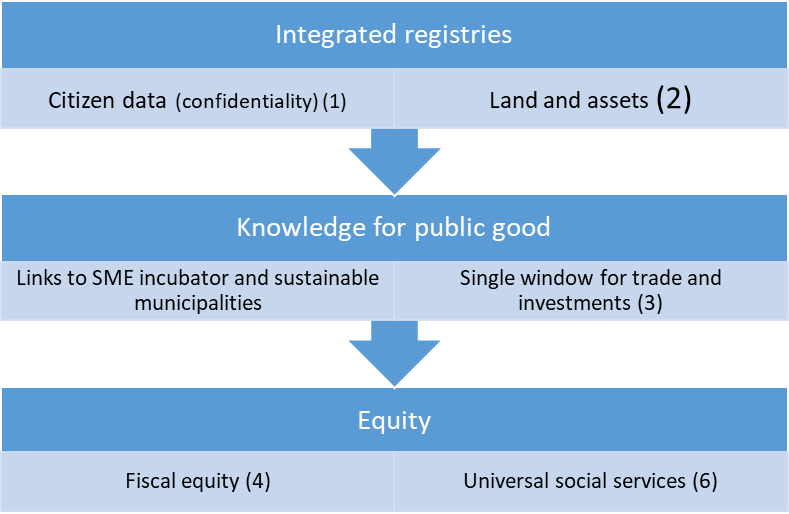 Integrated registries
Citizen data (confidentiality) (1)
Land and assets (2)
Knowledge for public good
Links to SME incubator and sustainable
municipalities
Single window for trade and
investments (3)
Equity
Fiscal equity (4)
Universal social services (6)